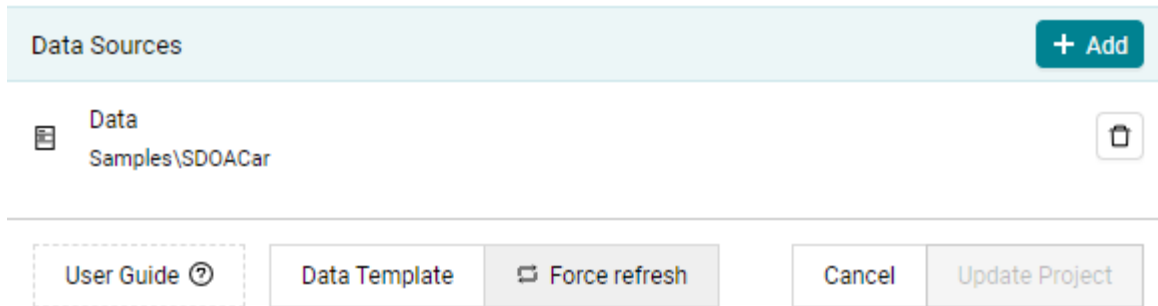 Data Sources
+ Add
Data
Samples\SDOACar
User Guide
Data Template
Force refresh
Cancel
Update Project